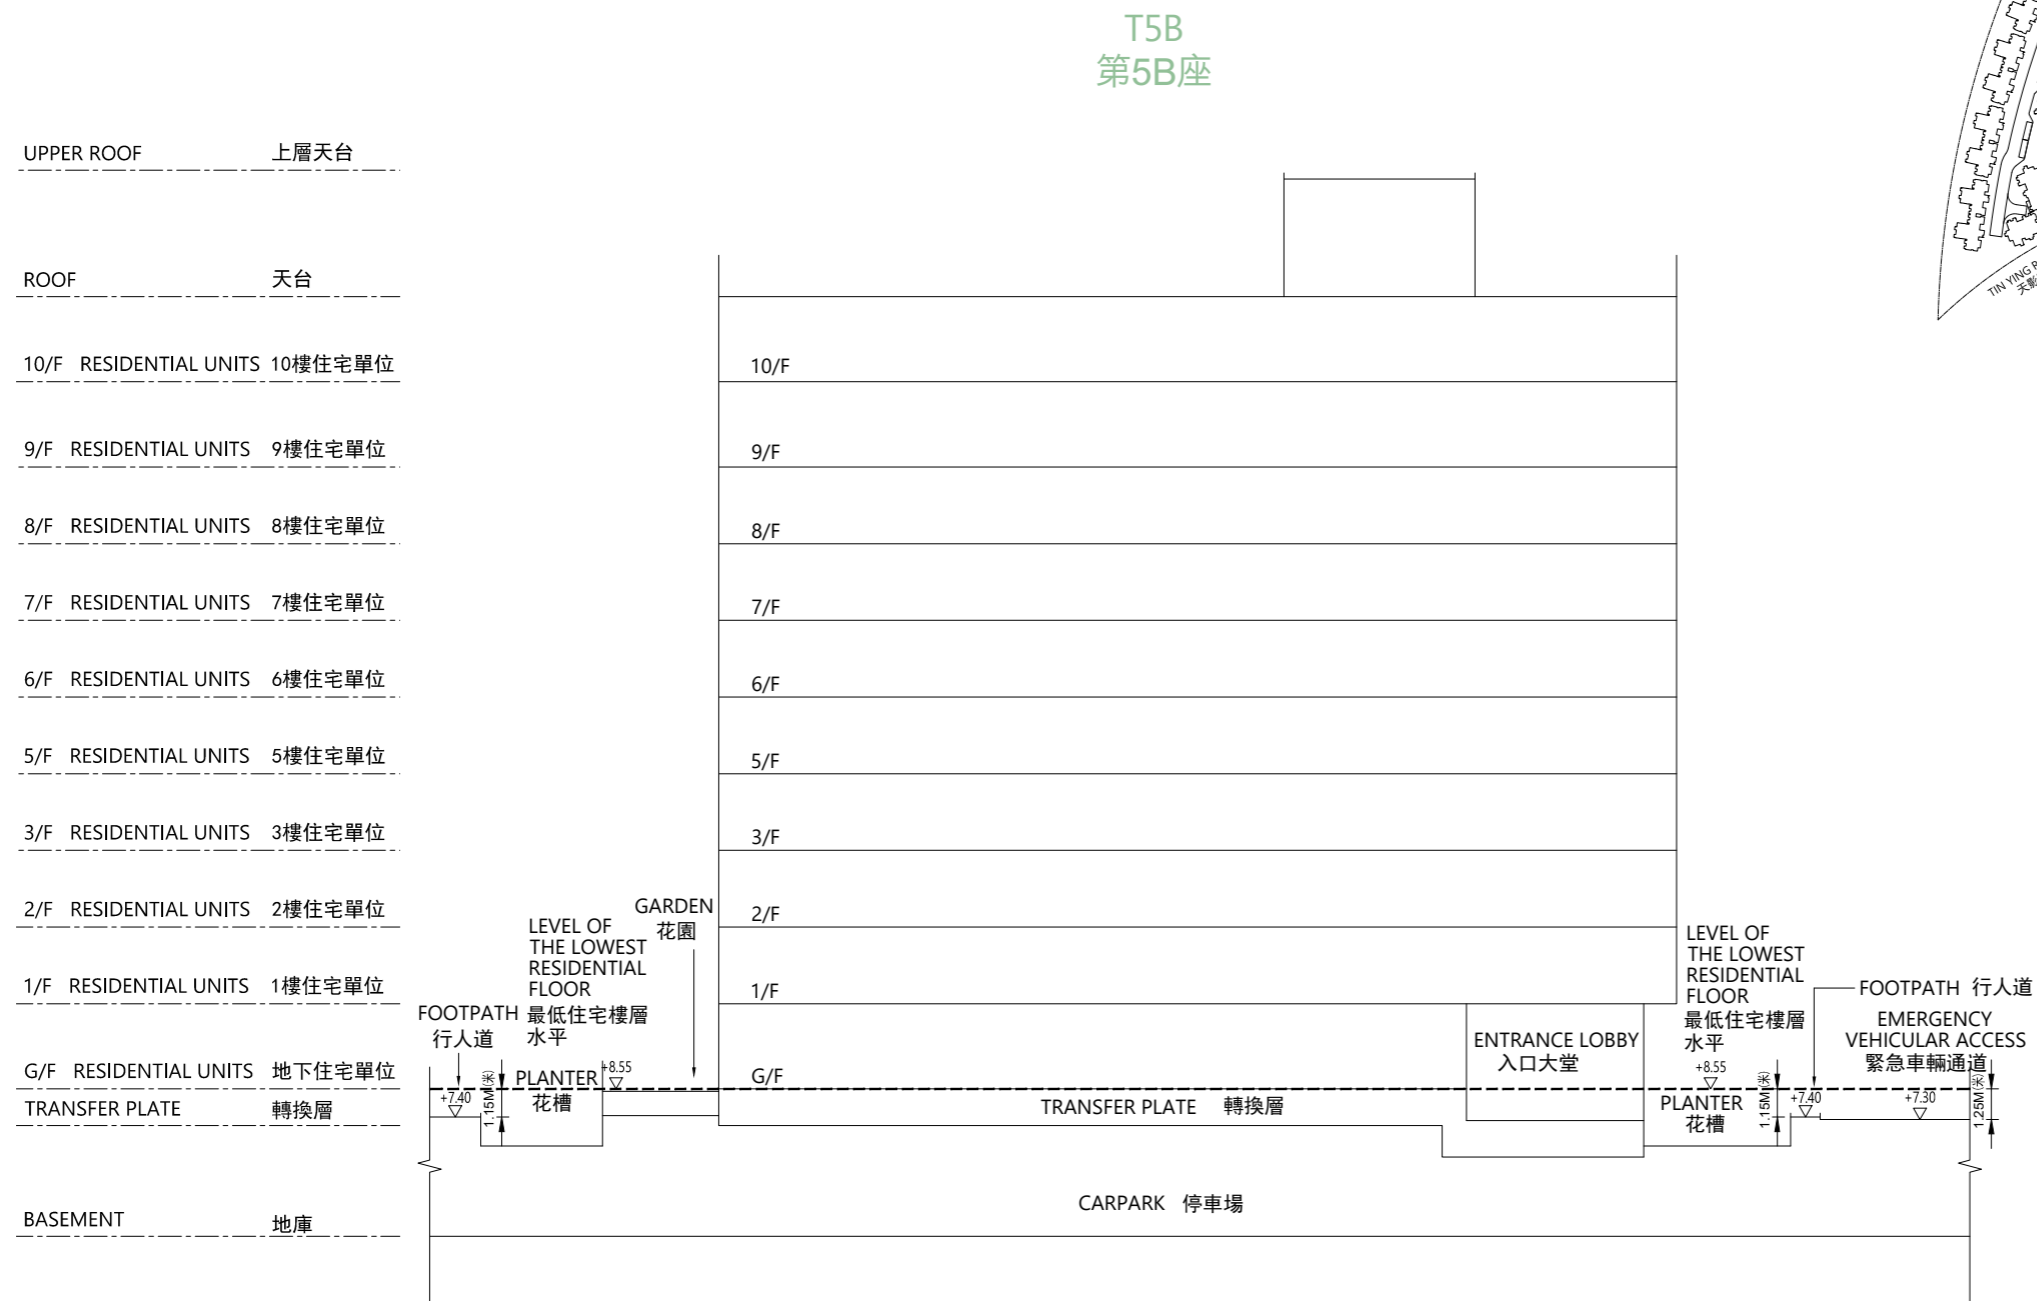 T5B
第5B座
UPPER ROOF 上層天台
ROOF 天台
10/F RESIDENTIAL UNITS 10樓住宅單位
10/F
9/F RESIDENTIAL UNITS 9樓住宅單位
9/F
8/F RESIDENTIAL UNITS 8樓住宅單位
8/F
7/F RESIDENTIAL UNITS 7樓住宅單位
7/F
6/F RESIDENTIAL UNITS 6樓住宅單位
6/F
5/F RESIDENTIAL UNITS 5樓住宅單位
5/F
3/F RESIDENTIAL UNITS 3樓住宅單位
3/F
2/F RESIDENTIAL UNITS 2樓住宅單位
2/F
1/F RESIDENTIAL UNITS 1樓住宅單位
1/F
G/F RESIDENTIAL UNITS 地下住宅單位
G/F
TRANSFER PLATE 轉換層
BASEMENT 地庫
FOOTPATH
行人道
LEVEL OF
THE LOWEST
RESIDENTIAL
FLOOR
最低住宅樓層
水平
GARDEN
花園
+7.40
1.15M(米)
PLANTER
花槽
+8.55
TRANSFER PLATE 轉換層
ENTRANCE LOBBY
入口大堂
LEVEL OF
THE LOWEST
RESIDENTIAL
FLOOR
最低住宅樓層
水平
+8.55
PLANTER
花槽
1.15M(米)
+7.40
FOOTPATH 行人道
EMERGENCY
VEHICULAR ACCESS
緊急車輛通道
+7.30
1.25M(米)
CARPARK 停車場
TIN YING
天影